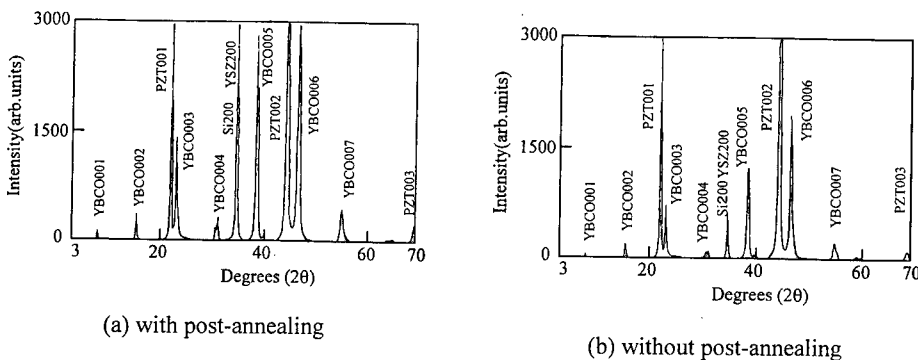 3000
1500
0
Intensity(arb.units)
YBCO001
YBCO002
PZT001
YBCO003
YBCO004
Si200
YSZ200
YBCO005
PZT002
YBCO006
YBCO007
PZT003
3 20 40 60 70
Degrees (2θ)
(a) with post-annealing
3000
1500
0
Intensity(arb.units)
YBCO001
YBCO002
PZT001
YBCO003
YBCO004
Si200 YSZ200
YBCO005
PZT002
YBCO006
YBCO007
PZT003
3 20 40 60 70
Degrees (2θ)
(b) without post-annealing